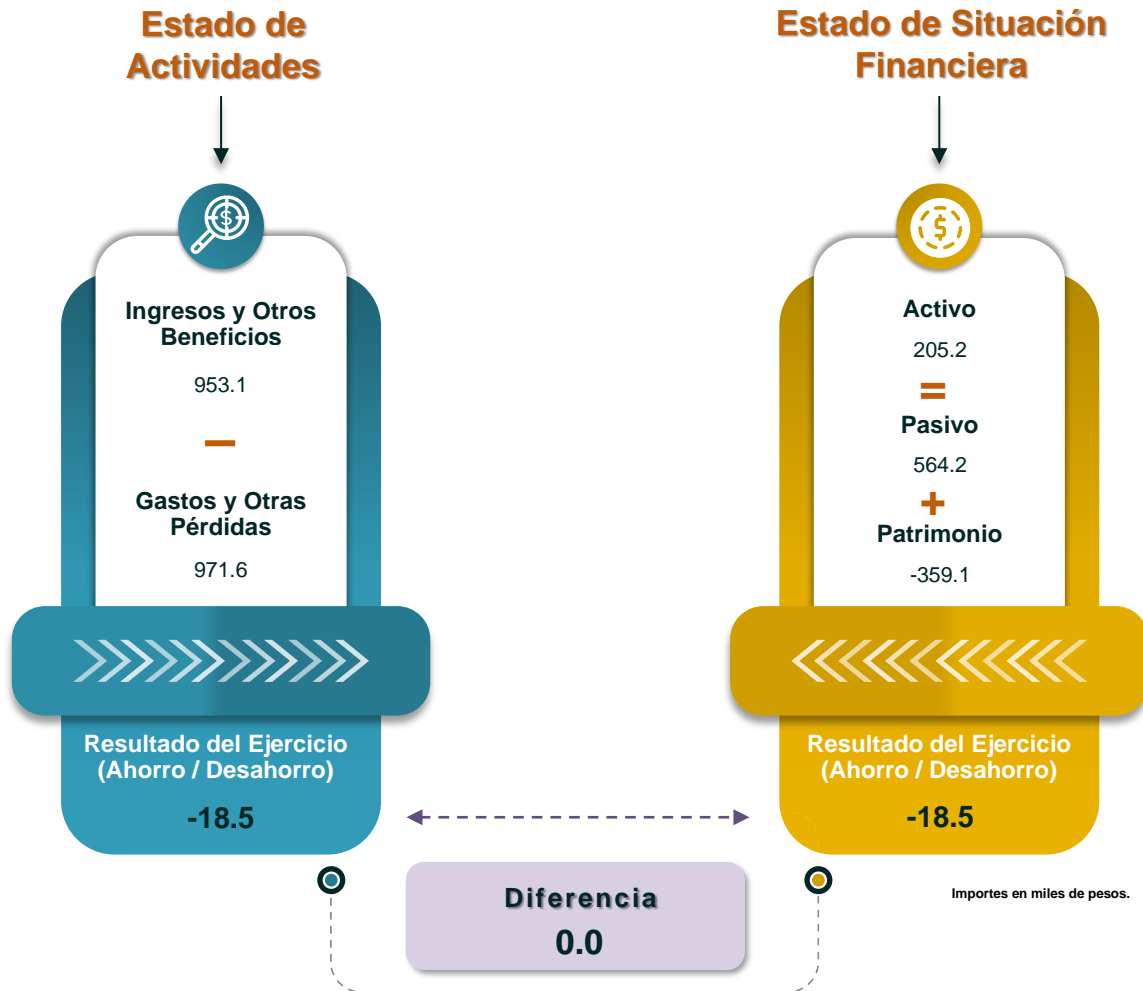 Estado de
Actividades
Ingresos y Otros
Beneficios
953.1
–
Gastos y Otras
Pérdidas
971.6
Resultado del Ejercicio
(Ahorro / Desahorro)
-18.5
Estado de Situación
Financiera
Activo
205.2
=
Pasivo
564.2
+
Patrimonio
-359.1
Resultado del Ejercicio
(Ahorro / Desahorro)
-18.5
Diferencia
0.0
Importes en miles de pesos.